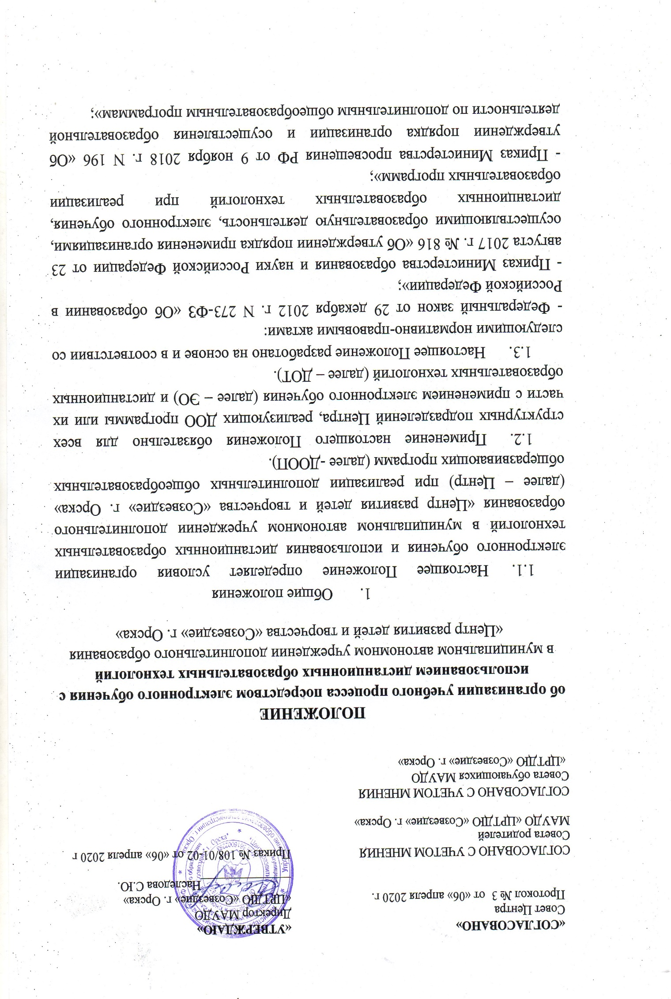 «СОГЛАСОВАНО»
Совет Центра
Протокол № 3 от «06» апреля 2020 г.
«УТВЕРЖДАЮ»
Директор МАУДО
«ЦРТДЮ «Созвездие» г. Орска»
Наследова С.Ю.
Приказ № 108/01-02 от «06» апреля 2020 г
СОГЛАСОВАНО С УЧЕТОМ МНЕНИЯ
Совета родителей
МАУДО «ЦРТДЮ «Созвездие» г. Орска»
СОГЛАСОВАНО С УЧЕТОМ МНЕНИЯ
Совета обучающихся МАУДО
«ЦРТДЮ «Созвездие» г. Орска»
ПОЛОЖЕНИЕ
об организации учебного процесса посредством электронного обучения с
использованием дистанционных образовательных технологий
в муниципальном автономном учреждении дополнительного образования
«Центр развития детей и творчества «Созвездие» г. Орска»
1. Общие положения
1.1. Настоящее Положение определяет условия организации
электронного обучения и использования дистанционных образовательных
технологий в муниципальном автономном учреждении дополнительного
образования «Центр развития детей и творчества «Созвездие» г. Орска»
(далее – Центр) при реализации дополнительных общеобразовательных
общеразвивающих программ (далее -ДООП).
1.2. Применение настоящего Положения обязательно для всех
структурных подразделений Центра, реализующих ДОО программы или их
части с применением электронного обучения (далее – ЭО) и дистанционных
образовательных технологий (далее – ДОТ).
1.3. Настоящее Положение разработано на основе и в соответствии со
следующими нормативно-правовыми актами:
- Федеральный закон от 29 декабря 2012 г. N 273-ФЗ «Об образовании в
Российской Федерации»;
- Приказ Министерства образования и науки Российской Федерации от 23
августа 2017 г. № 816 «Об утверждении порядка применения организациями,
осуществляющими образовательную деятельность, электронного обучения,
дистанционных образовательных технологий при реализации
образовательных программ»;
- Приказ Министерства просвещения РФ от 9 ноября 2018 г. N 196 «Об
утверждении порядка организации и осуществления образовательной
деятельности по дополнительным общеобразовательным программам»;